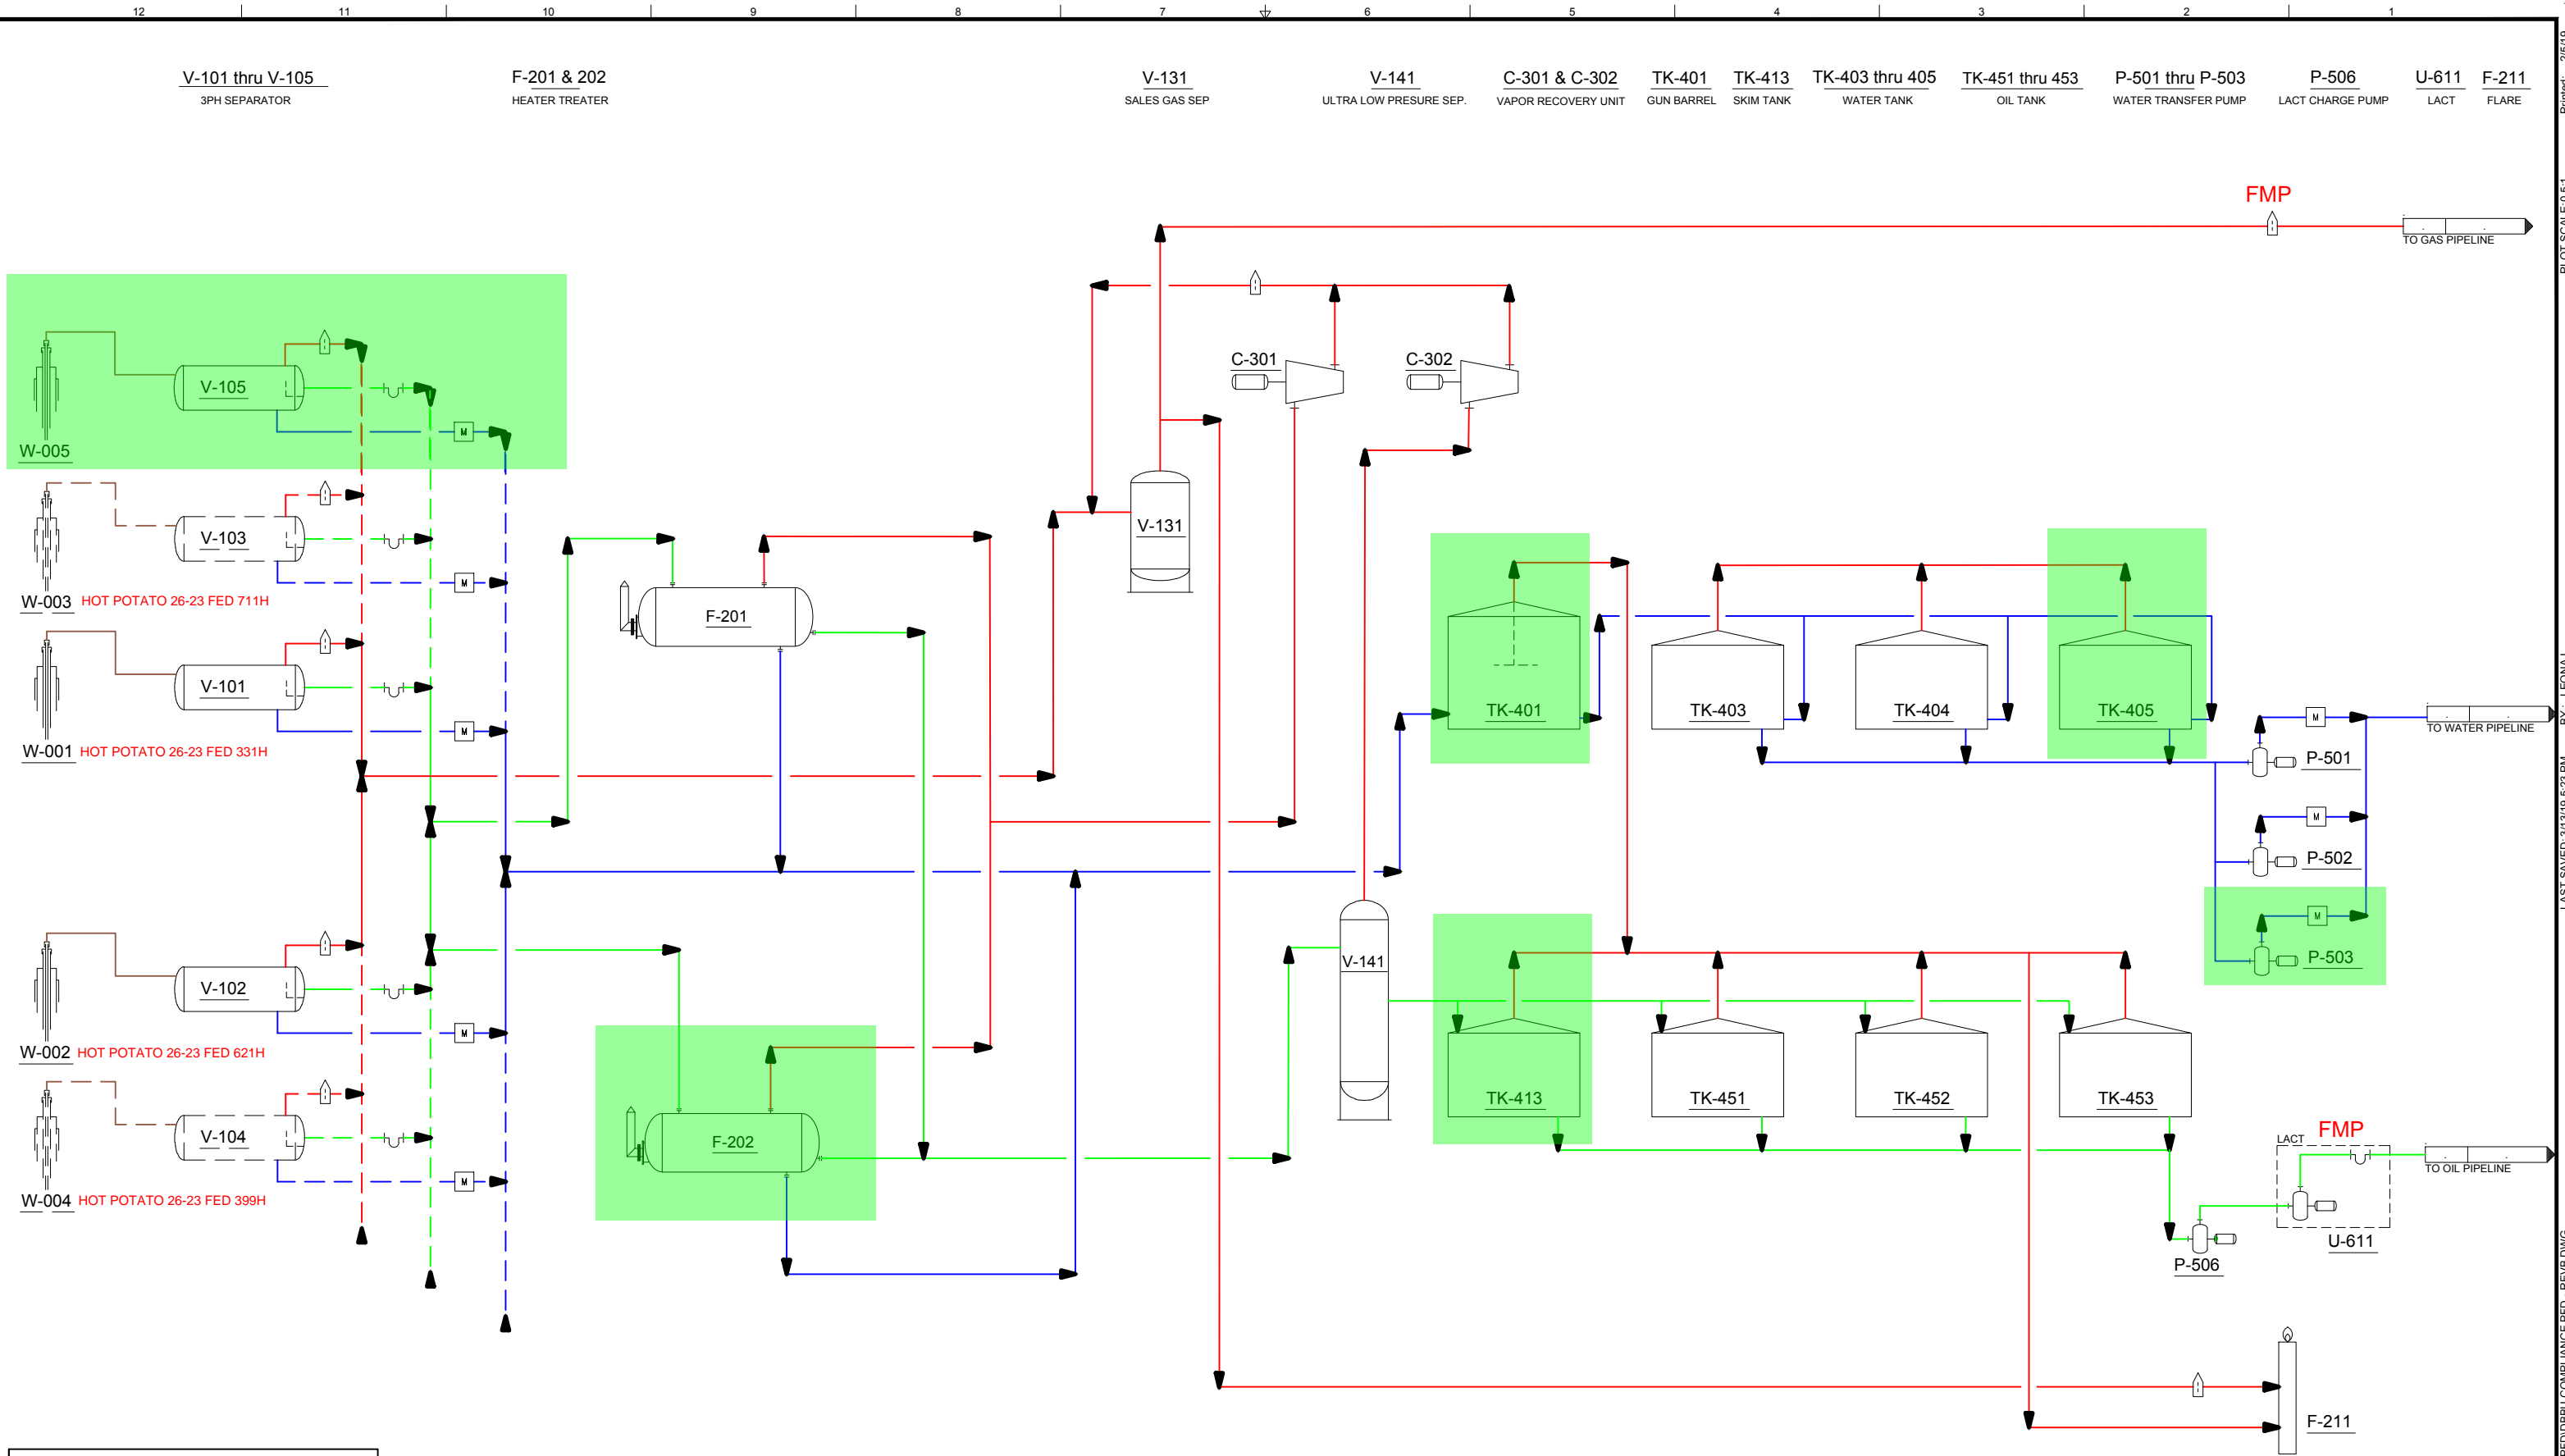 12 11 10 9 8 7 6 5 4 3 2 1
V-101 thru V-105
3PH SEPARATOR
F-201 & 202
HEATER TREATER
V-131
SALES GAS SEP
V-141
ULTRA LOW PRESURE SEP.
C-301 & C-302
VAPOR RECOVERY UNIT
TK-401
GUN BARREL
TK-413
SKIM TANK
TK-403 thru 405
WATER TANK
TK-451 thru 453
OIL TANK
P-501 thru P-503
WATER TRANSFER PUMP
P-506
LACT CHARGE PUMP
U-611
LACT
F-211
FLARE
FMP
TO GAS PIPELINE
C-301
C-302
V-105
M
W-005
V-103
M
W-003 HOT POTATO 26-23 FED 711H
V-101
M
W-001 HOT POTATO 26-23 FED 331H
V-131
F-201
TK-401
TK-403
TK-404
TK-405
M
TO WATER PIPELINE
P-501
M
P-502
M
P-503
V-102
M
W-002 HOT POTATO 26-23 FED 621H
V-104
M
W-004 HOT POTATO 26-23 FED 399H
F-202
V-141
TK-413
TK-451
TK-452
TK-453
LACT
FMP
TO OIL PIPELINE
U-611
P-506
F-211